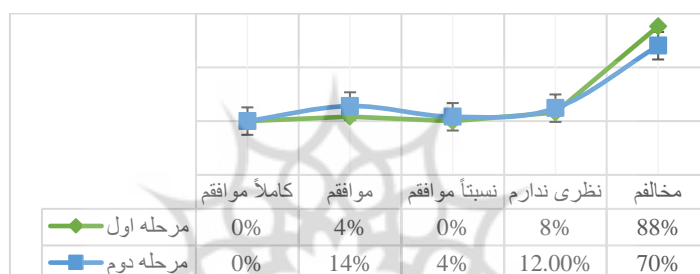 کاملاً موافقم موافقم نسبتاً موافقم نظری ندارم مخالفم
مرحله اول 0% 4% 0% 8% 88%
مرحله دوم 0% 14% 4% 12.00% 70%